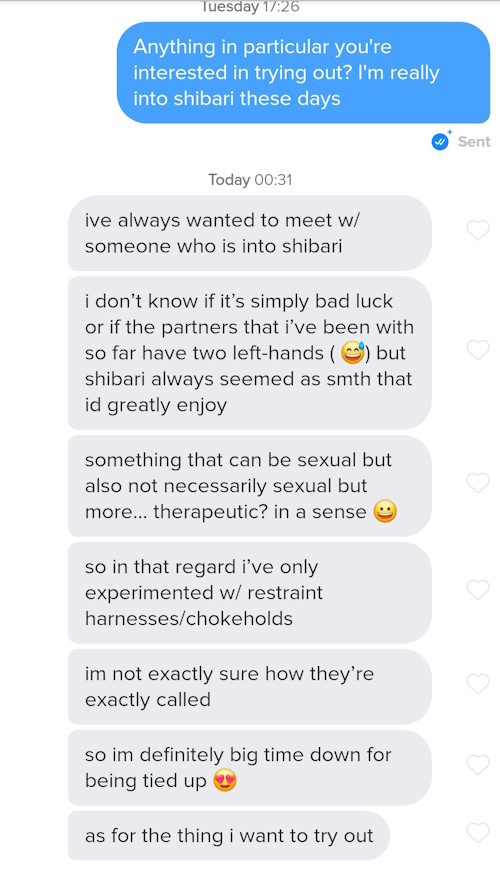 Tuesday 17:26
Anything in particular you're
interested in trying out? I'm really
into shibari these days
Sent
Today 00:31
ive always wanted to meet w/
someone who is into shibari
i don’t know if it’s simply bad luck
or if the partners that i’ve been with
so far have two left-hands ( 😅) but
shibari always seemed as smth that
id greatly enjoy
something that can be sexual but
also not necessarily sexual but
more... therapeutic? in a sense 😀
so in that regard i’ve only
experimented w/ restraint
harnesses/chokeholds
im not exactly sure how they’re
exactly called
so im definitely big time down for
being tied up 😍
as for the thing i want to try out